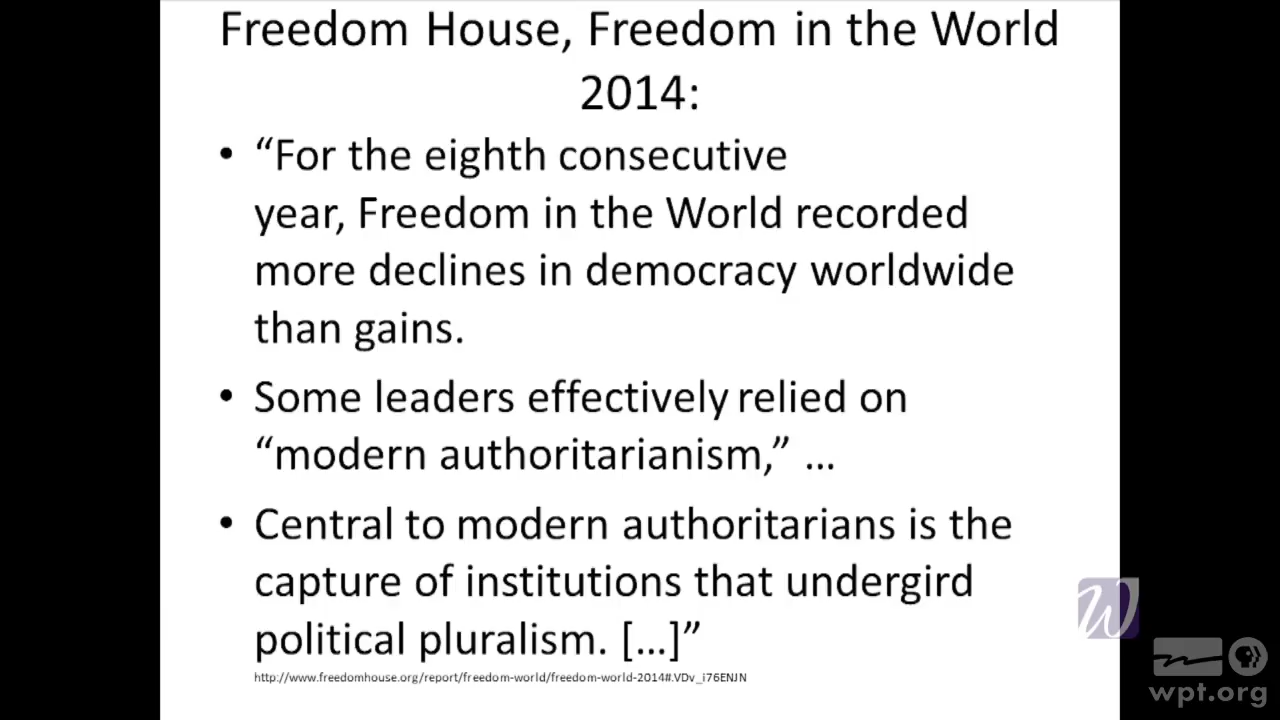 Freedom House, Freedom in the World
2014:
• “For the eighth consecutive
year, Freedom in the World recorded
more declines in democracy worldwide
than gains.
• Some leaders effectively relied on
“modern authoritarianism,” …
• Central to modern authoritarians is the
capture of institutions that undergird
political pluralism. […]”
http://www.freedomhouse.org/report/freedom-world/freedom-world-2014#.VDv_i76ENJN
W
wpt.org